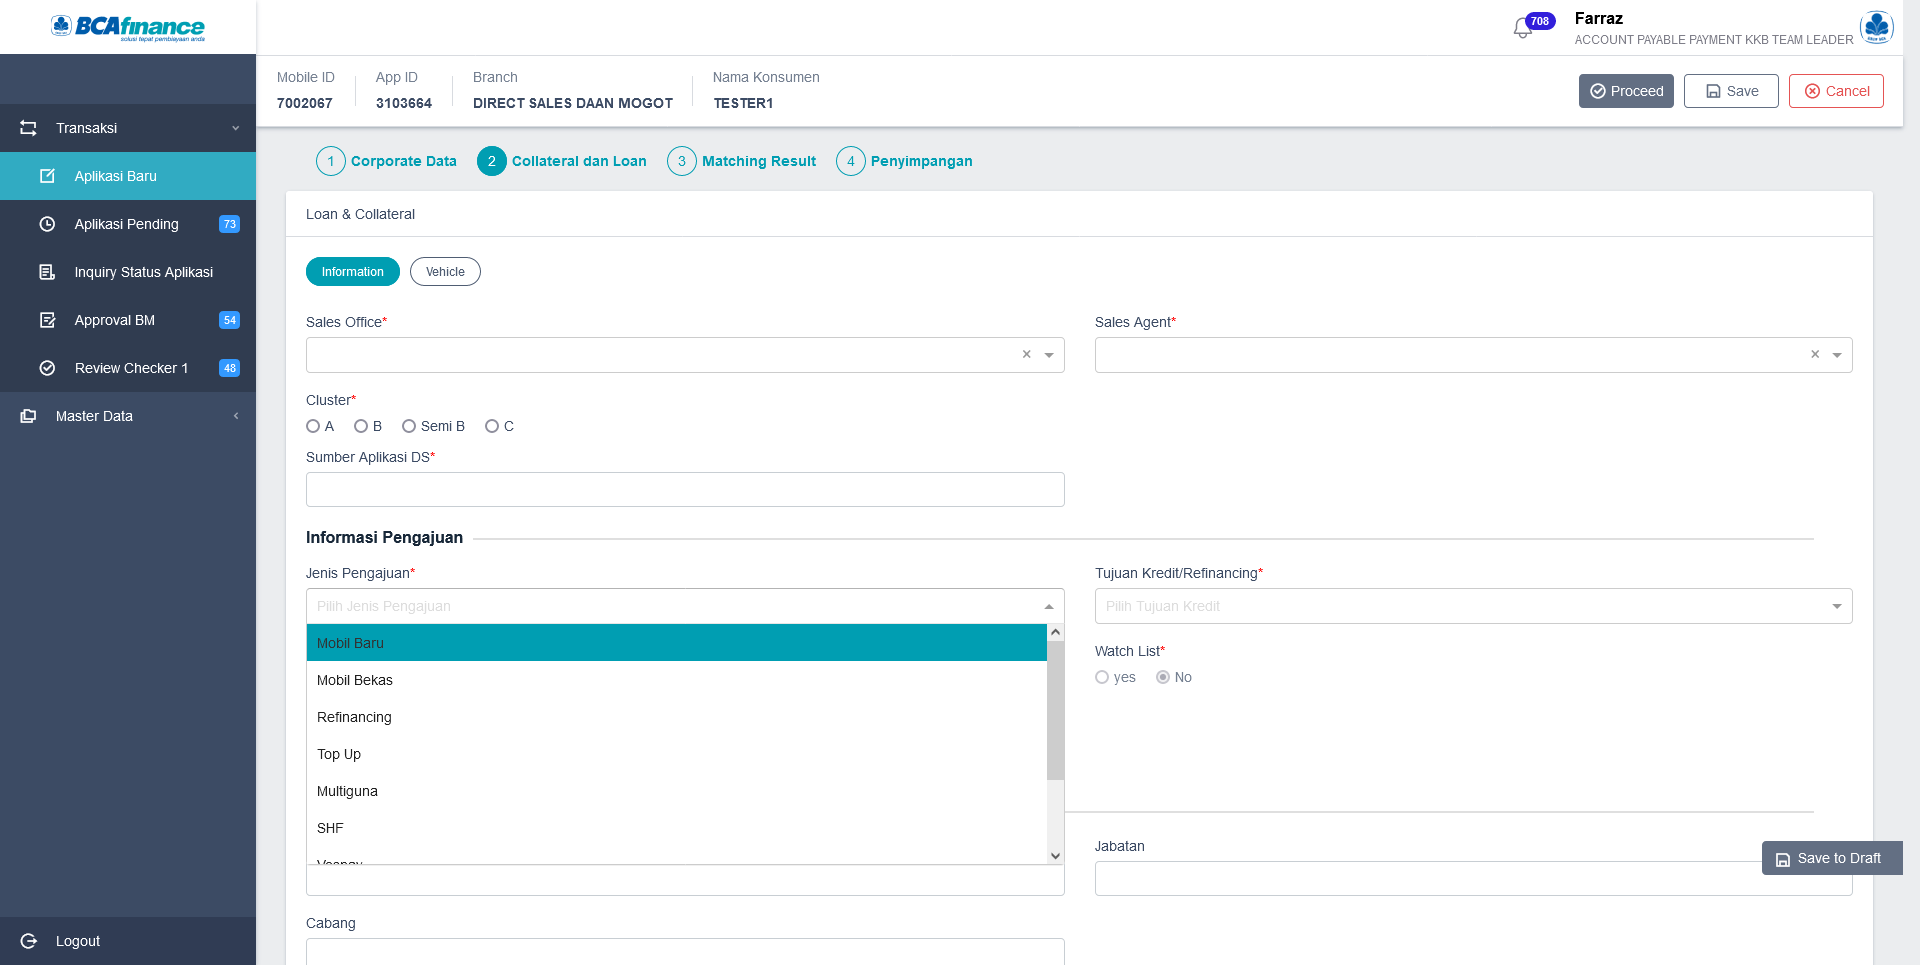 BCAfinance
solusi tepat pembiayaan anda
708
Farraz
ACCOUNT PAYABLE PAYMENT KKB TEAM LEADER
Mobile ID
7002067
App ID
3103664
Branch
DIRECT SALES DAAN MOGOT
Nama Konsumen
TESTER1
Proceed
Save
Cancel
Transaksi
Aplikasi Baru
Aplikasi Pending
73
Inquiry Status Aplikasi
Approval BM
54
Review Checker 1
48
Master Data
Logout
1 Corporate Data
2 Collateral dan Loan
3 Matching Result
4 Penyimpangan
Loan & Collateral
Information
Vehicle
Sales Office*
Sales Agent*
Cluster*
A
B
Semi B
C
Sumber Aplikasi DS*
Informasi Pengajuan
Jenis Pengajuan*
Pilih Jenis Pengajuan
Mobil Baru
Mobil Bekas
Refinancing
Top Up
Multiguna
SHF
Tujuan Kredit/Refinancing*
Pilih Tujuan Kredit
Watch List*
yes
No
Jabatan
Save to Draft
Cabang